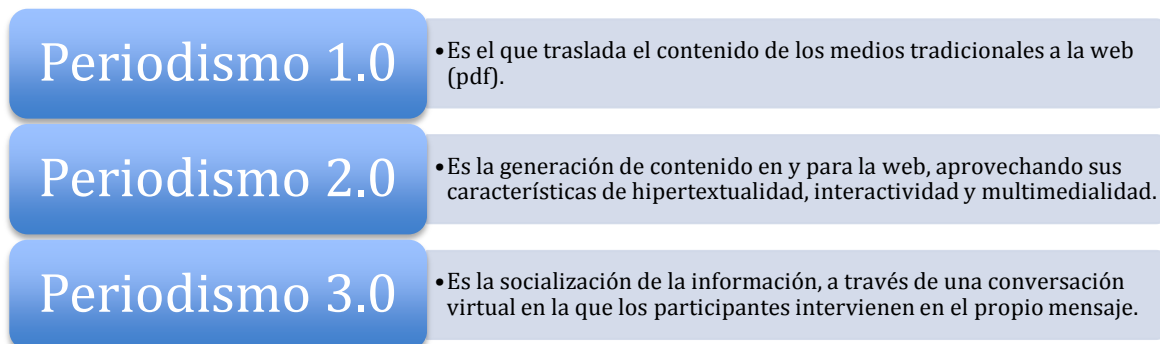 Periodismo 1.0
•Es el que traslada el contenido de los medios tradicionales a la web
(pdf).
Periodismo 2.0
•Es la generación de contenido en y para la web, aprovechando sus
características de hipertextualidad, interactividad y multimedialidad.
Periodismo 3.0
•Es la socialización de la información, a través de una conversación
virtual en la que los participantes intervienen en el propio mensaje.